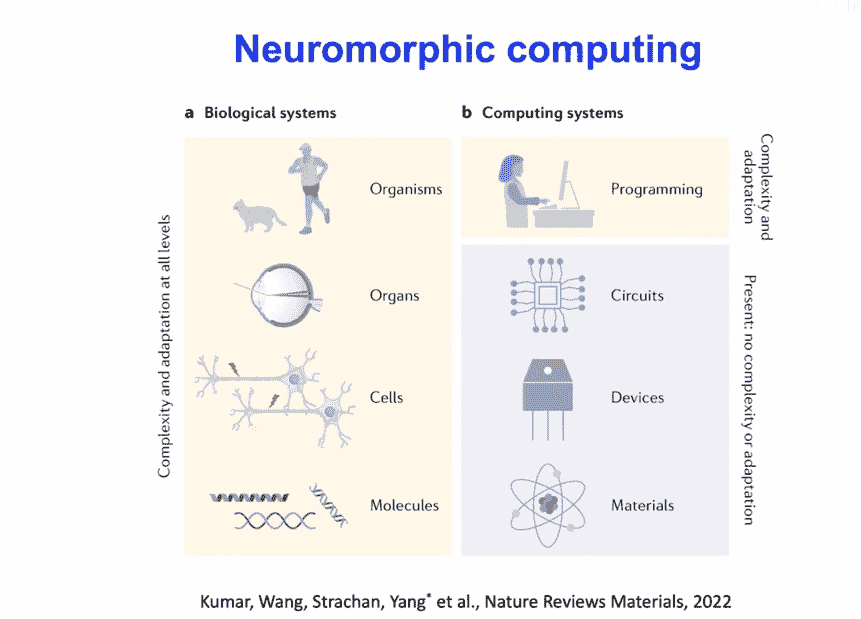 Neuromorphic computing
a Biological systems
Complexity and adaptation at all levels
Organisms
Organs
Cells
Molecules
b Computing systems
Programming
Circuits
Devices
Materials
Complexity and
adaptation
Present: no complexity or adaptation
Kumar, Wang, Strachan, Yang* et al., Nature Reviews Materials, 2022